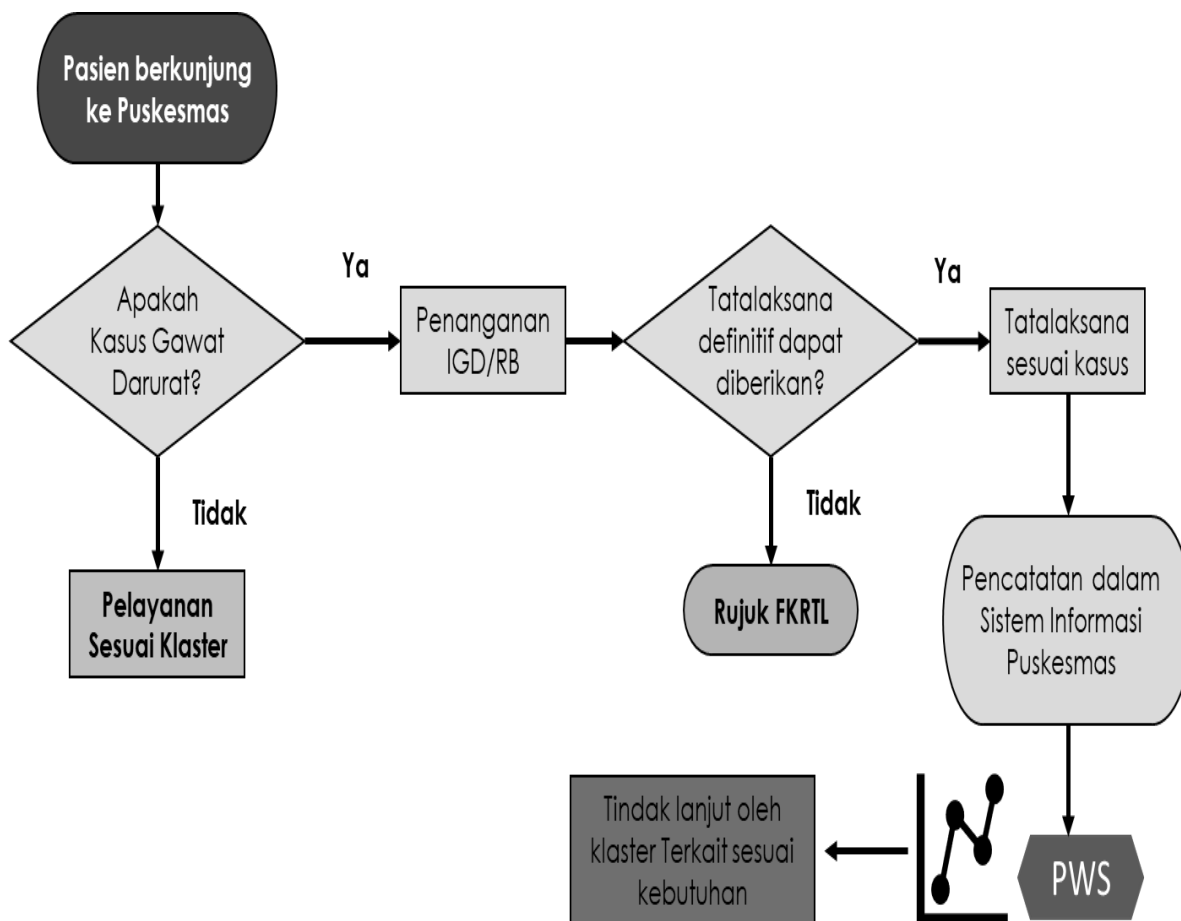 Pasien berkunjung
ke Puskesmas
Apakah
Kasus Gawat
Darurat?
Ya
Penanganan
IGD/RB
Tatalaksana
definitif dapat
diberikan?
Ya
Tatalaksana
sesuai kasus
Tidak
Pelayanan
Sesuai Klaster
Tidak
Rujuk FKRTL
Pencatatan dalam
Sistem Informasi
Puskesmas
PWS
Tindak lanjut oleh
klaster Terkait sesuai
kebutuhan